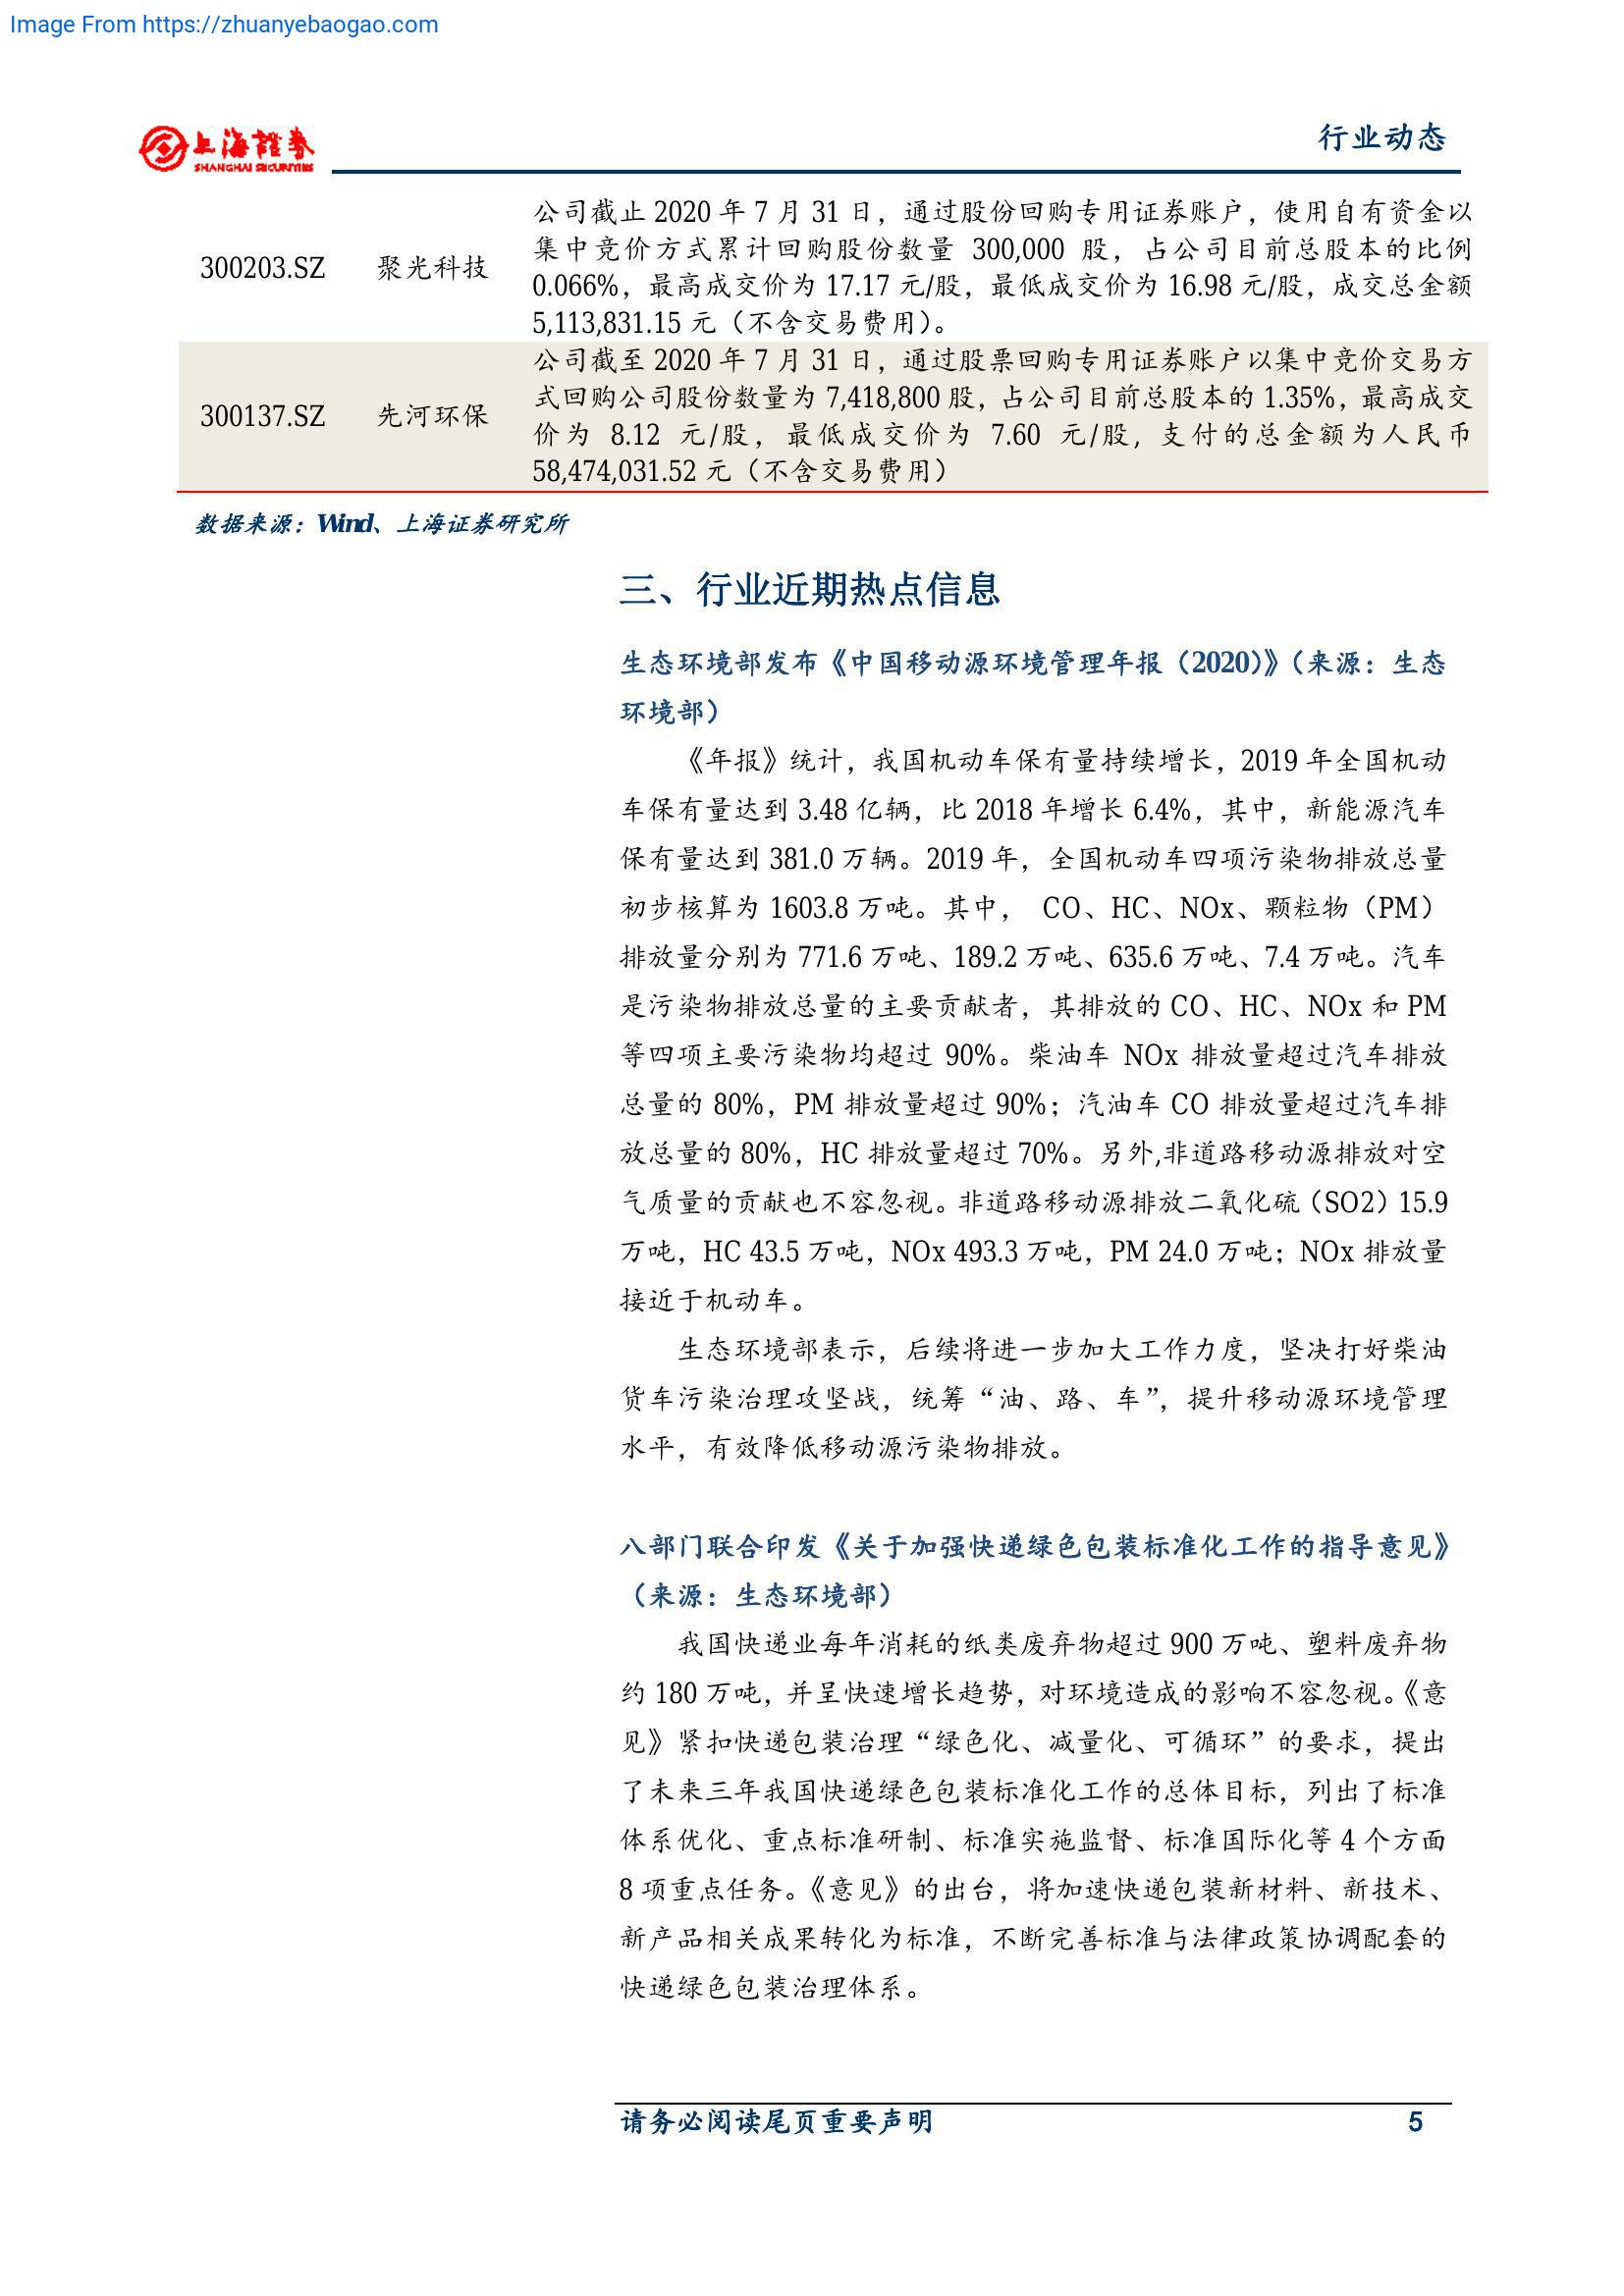 Image From https://zhuanyebaogao.com
上海證券
SHANGHAI SECURITIES
行业动态
公司截止 2020 年 7 月 31 日，通过股份回购专用证券账户，使用自有资金以
集中竞价方式累计回购股份数量 300,000 股，占公司目前总股本的比例
300203.SZ 聚光科技
0.066%，最高成交价为 17.17 元/股，最低成交价为 16.98 元/股，成交总金额
5,113,831.15 元（不含交易费用）。
公司截至 2020 年 7 月 31 日，通过股票回购专用证券账户以集中竞价交易方
式回购公司股份数量为 7,418,800 股，占公司目前总股本的 1.35%，最高成交
300137.SZ 先河环保
价为 8.12 元/股，最低成交价为 7.60 元/股，支付的总金额为人民币
58,474,031.52 元（不含交易费用）
数据来源：Wind、上海证券研究所
三、行业近期热点信息
生态环境部发布《中国移动源环境管理年报（2020）》（来源：生态
环境部）
《年报》统计，我国机动车保有量持续增长，2019 年全国机动
车保有量达到 3.48 亿辆，比 2018 年增长 6.4%，其中，新能源汽车
保有量达到 381.0 万辆。2019 年，全国机动车四项污染物排放总量
初步核算为 1603.8 万吨。其中， CO、HC、NOx、颗粒物（PM）
排放量分别为 771.6 万吨、189.2 万吨、635.6 万吨、7.4 万吨。汽车
是污染物排放总量的主要贡献者，其排放的 CO、HC、NOx 和 PM
等四项主要污染物均超过 90%。柴油车 NOx 排放量超过汽车排放
总量的 80%，PM 排放量超过 90%；汽油车 CO 排放量超过汽车排
放总量的 80%，HC 排放量超过 70%。另外,非道路移动源排放对空
气质量的贡献也不容忽视。非道路移动源排放二氧化硫（SO2）15.9
万吨，HC 43.5 万吨，NOx 493.3 万吨，PM 24.0 万吨；NOx 排放量
接近于机动车。
生态环境部表示，后续将进一步加大工作力度，坚决打好柴油
货车污染治理攻坚战，统筹“油、路、车”，提升移动源环境管理
水平，有效降低移动源污染物排放。
八部门联合印发《关于加强快递绿色包装标准化工作的指导意见》
（来源：生态环境部）
我国快递业每年消耗的纸类废弃物超过 900 万吨、塑料废弃物
约 180 万吨，并呈快速增长趋势，对环境造成的影响不容忽视。《意
见》紧扣快递包装治理“绿色化、减量化、可循环”的要求，提出
了未来三年我国快递绿色包装标准化工作的总体目标，列出了标准
体系优化、重点标准研制、标准实施监督、标准国际化等 4 个方面
8 项重点任务。《意见》的出台，将加速快递包装新材料、新技术、
新产品相关成果转化为标准，不断完善标准与法律政策协调配套的
快递绿色包装治理体系。
请务必阅读尾页重要声明 5